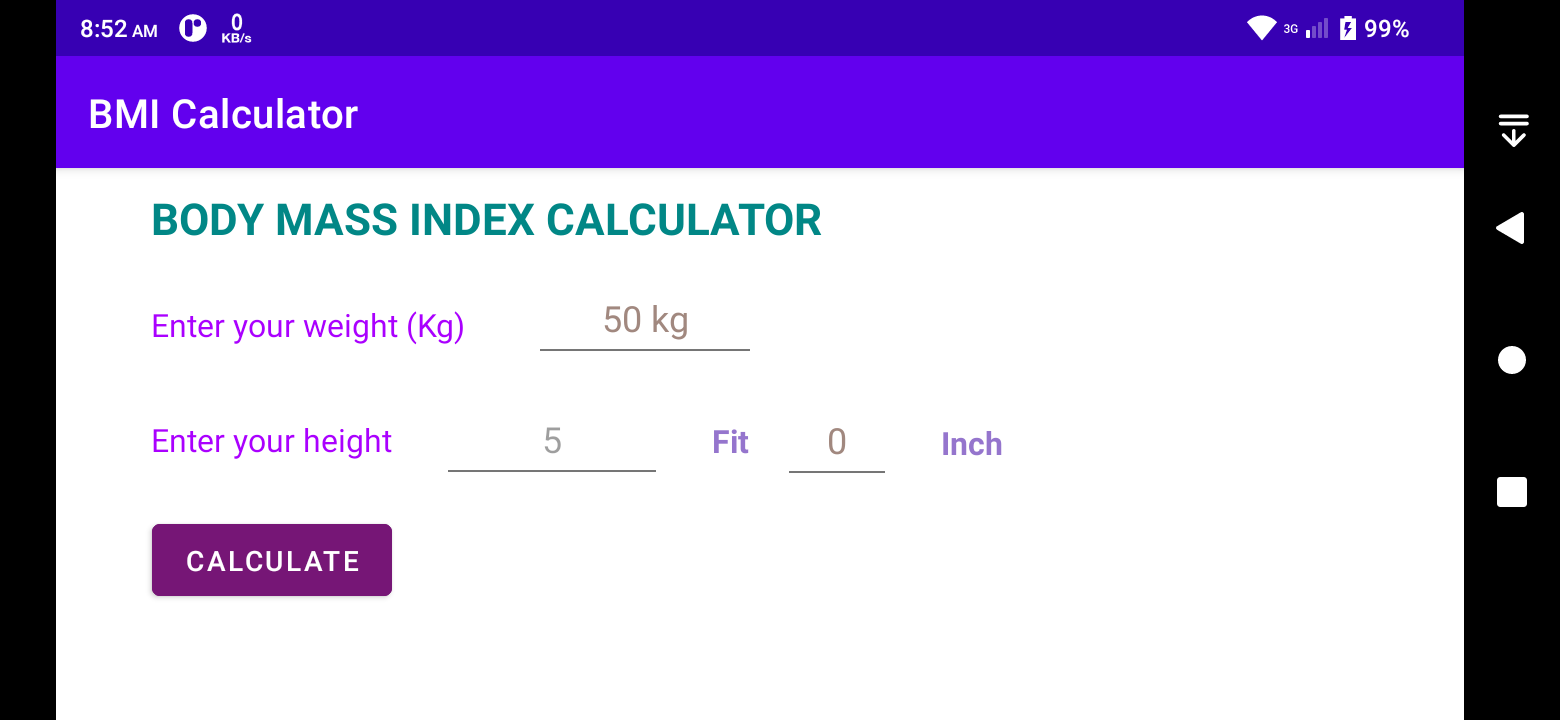 8:52 AM 0 KB/s 3G 99%
BMI Calculator
BODY MASS INDEX CALCULATOR
Enter your weight (Kg) 50 kg
Enter your height 5 Fit 0 Inch
CALCULATE